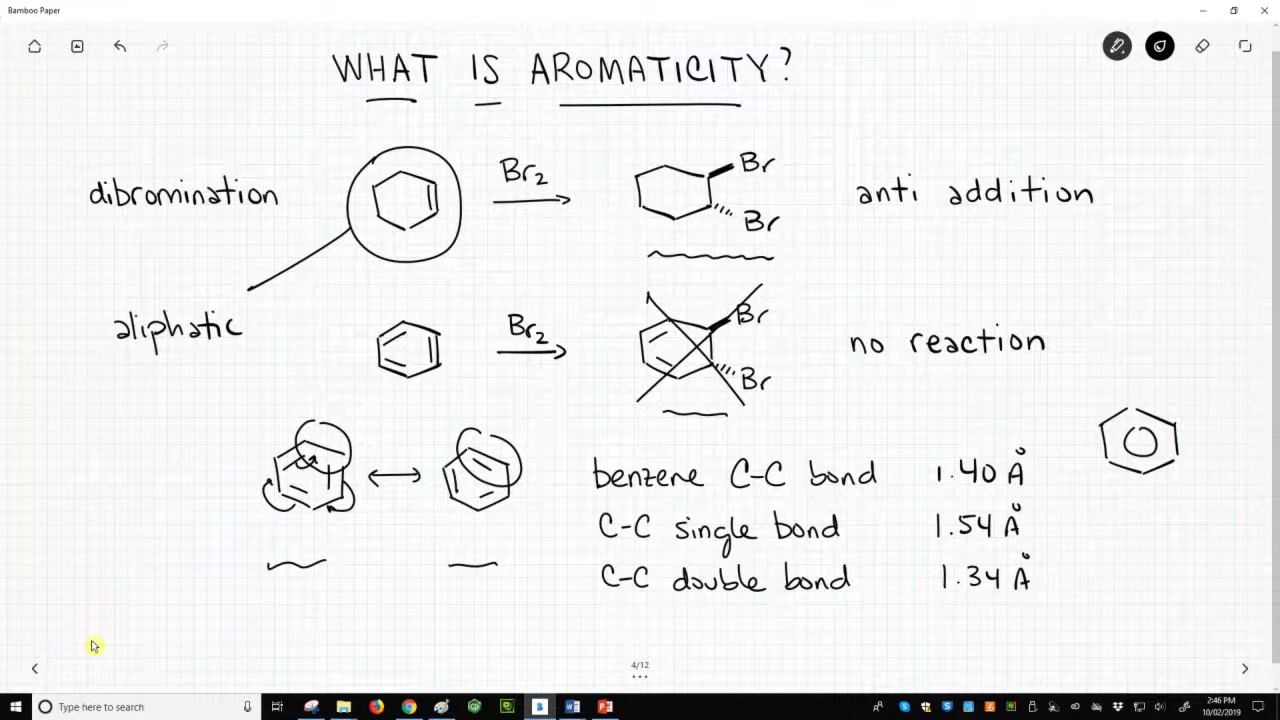 Bamboo Paper
WHAT IS AROMATICITY?
dibromination
Br2
Br
Br
anti addition
aliphatic
Br2
Br
Br
no reaction
benzene C-C bond 1.40 Å
C-C single bond 1.54 Å
C-C double bond 1.34 Å
4/12
Type here to search
2:46 PM
10/02/2019